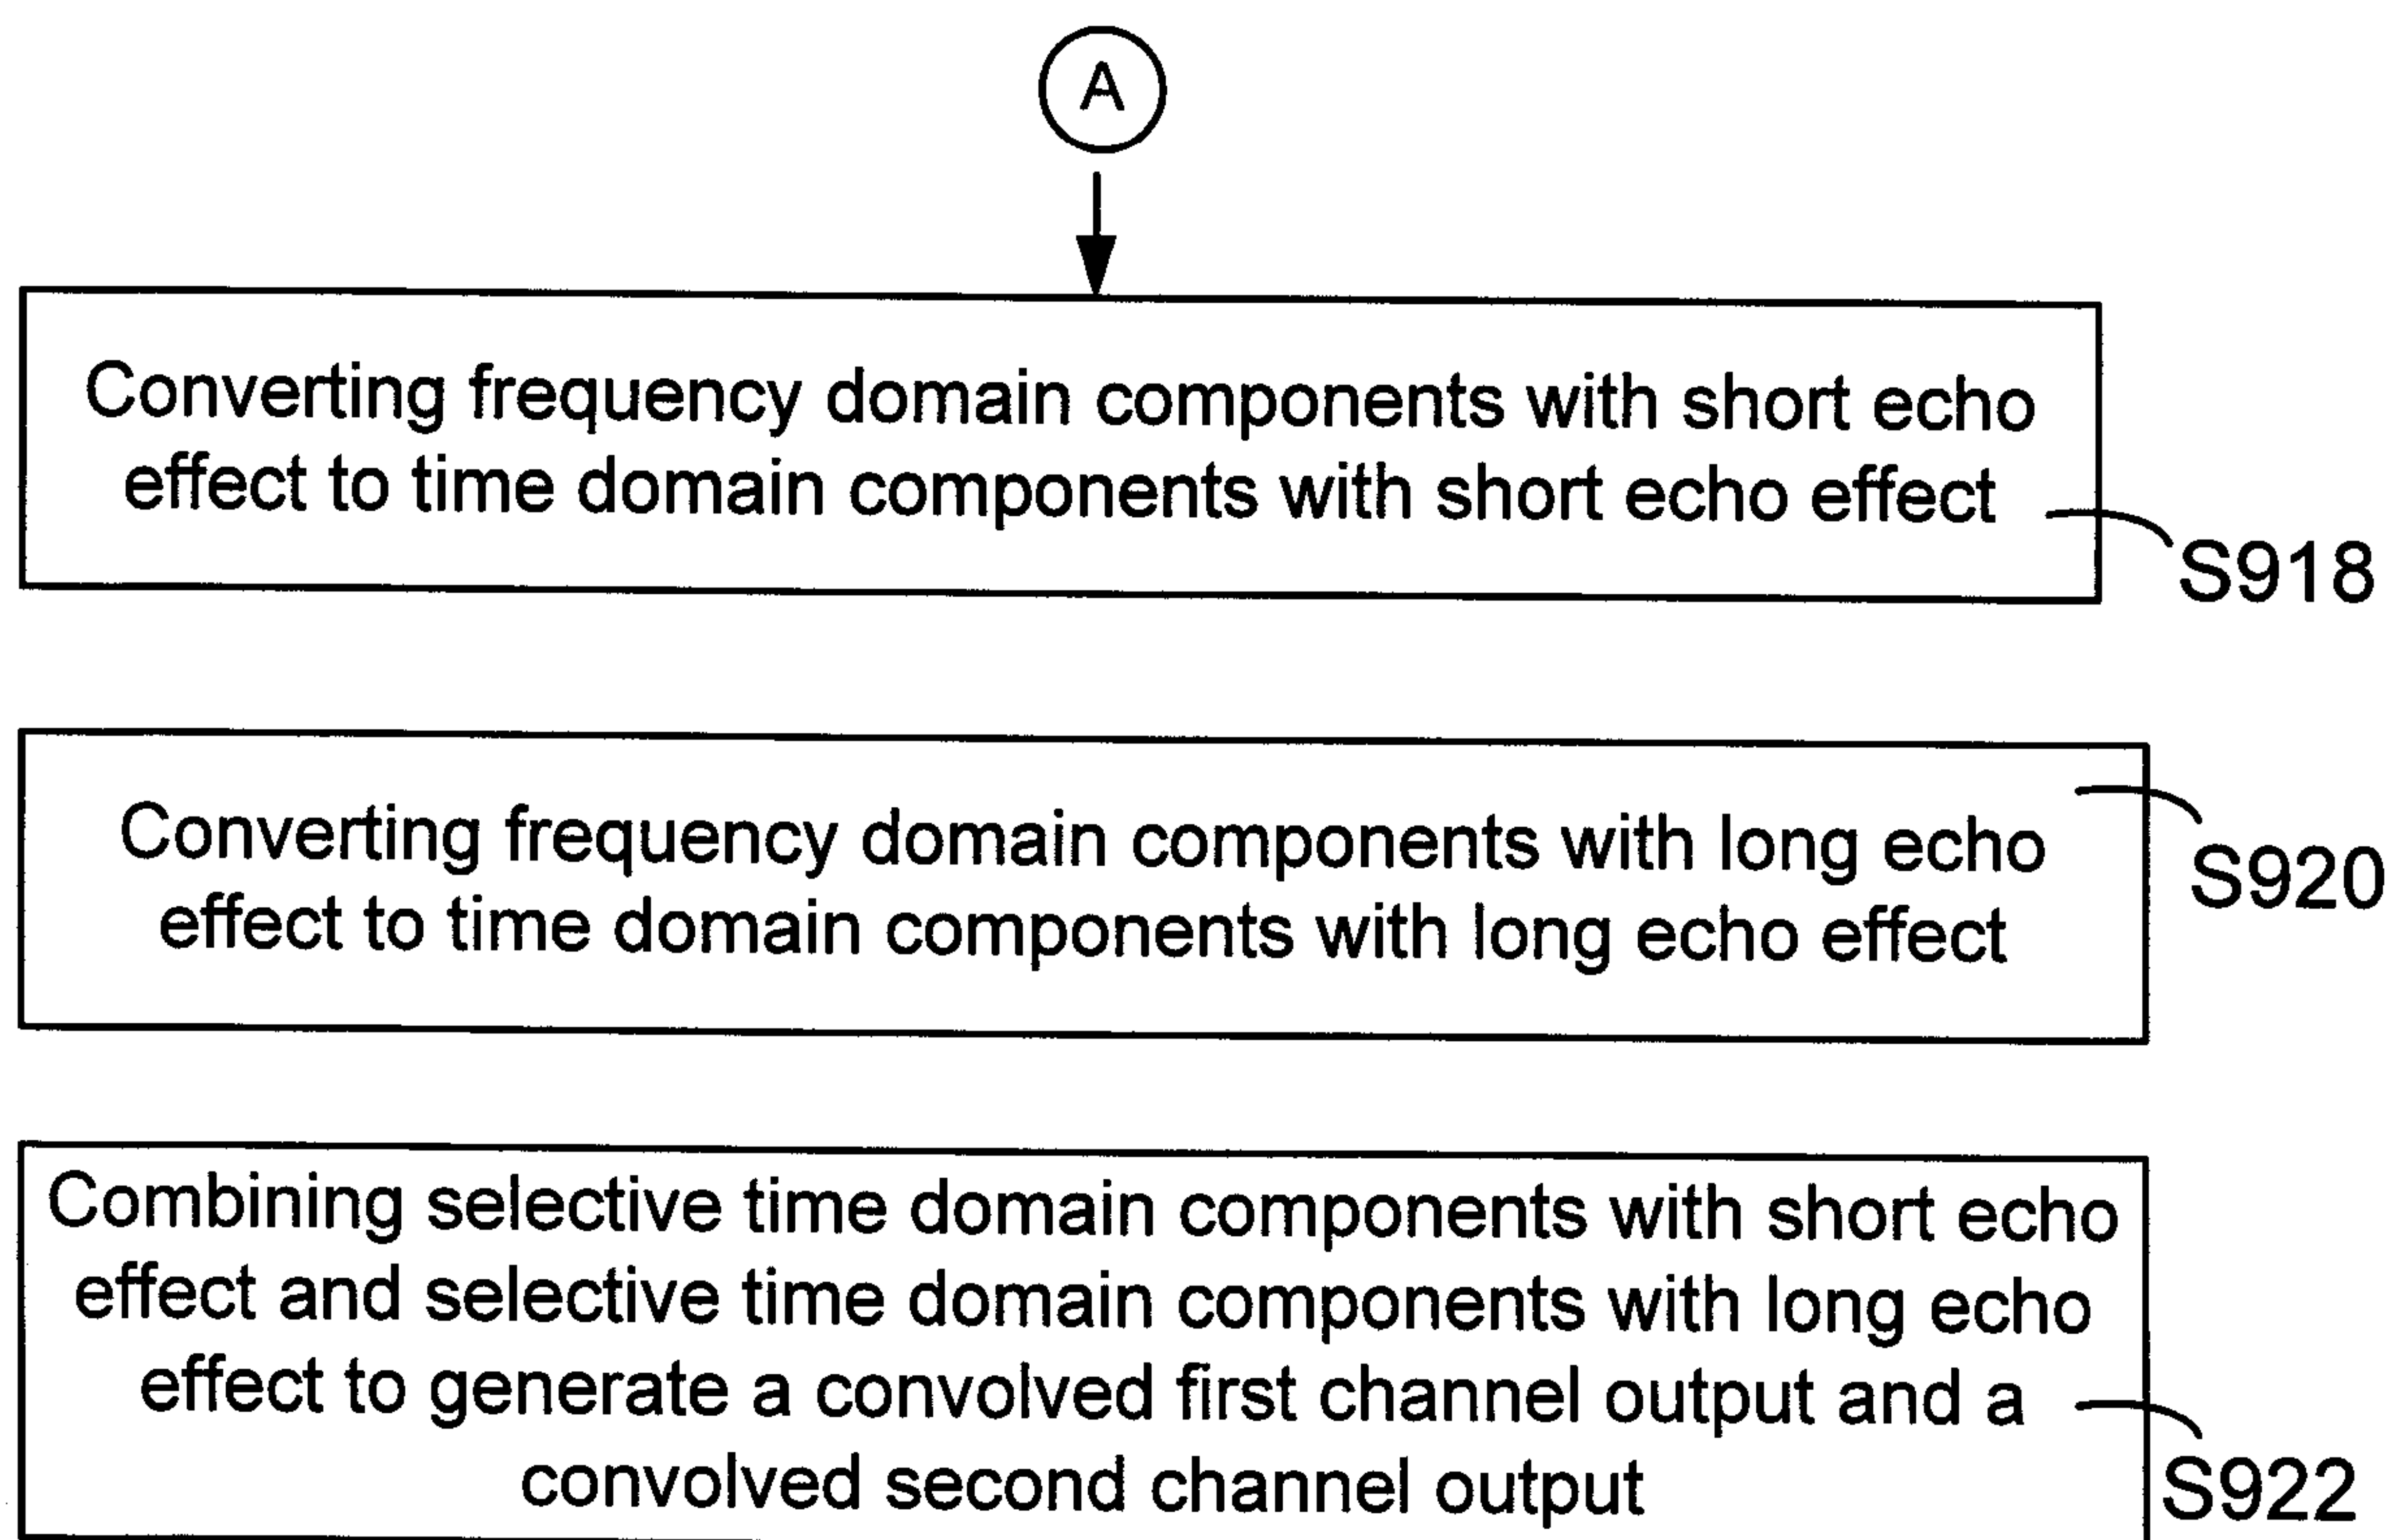 A
Converting frequency domain components with short echo
effect to time domain components with short echo effect
S918
Converting frequency domain components with long echo
effect to time domain components with long echo effect
S920
Combining selective time domain components with short echo
effect and selective time domain components with long echo
effect to generate a convolved first channel output and a
convolved second channel output
S922